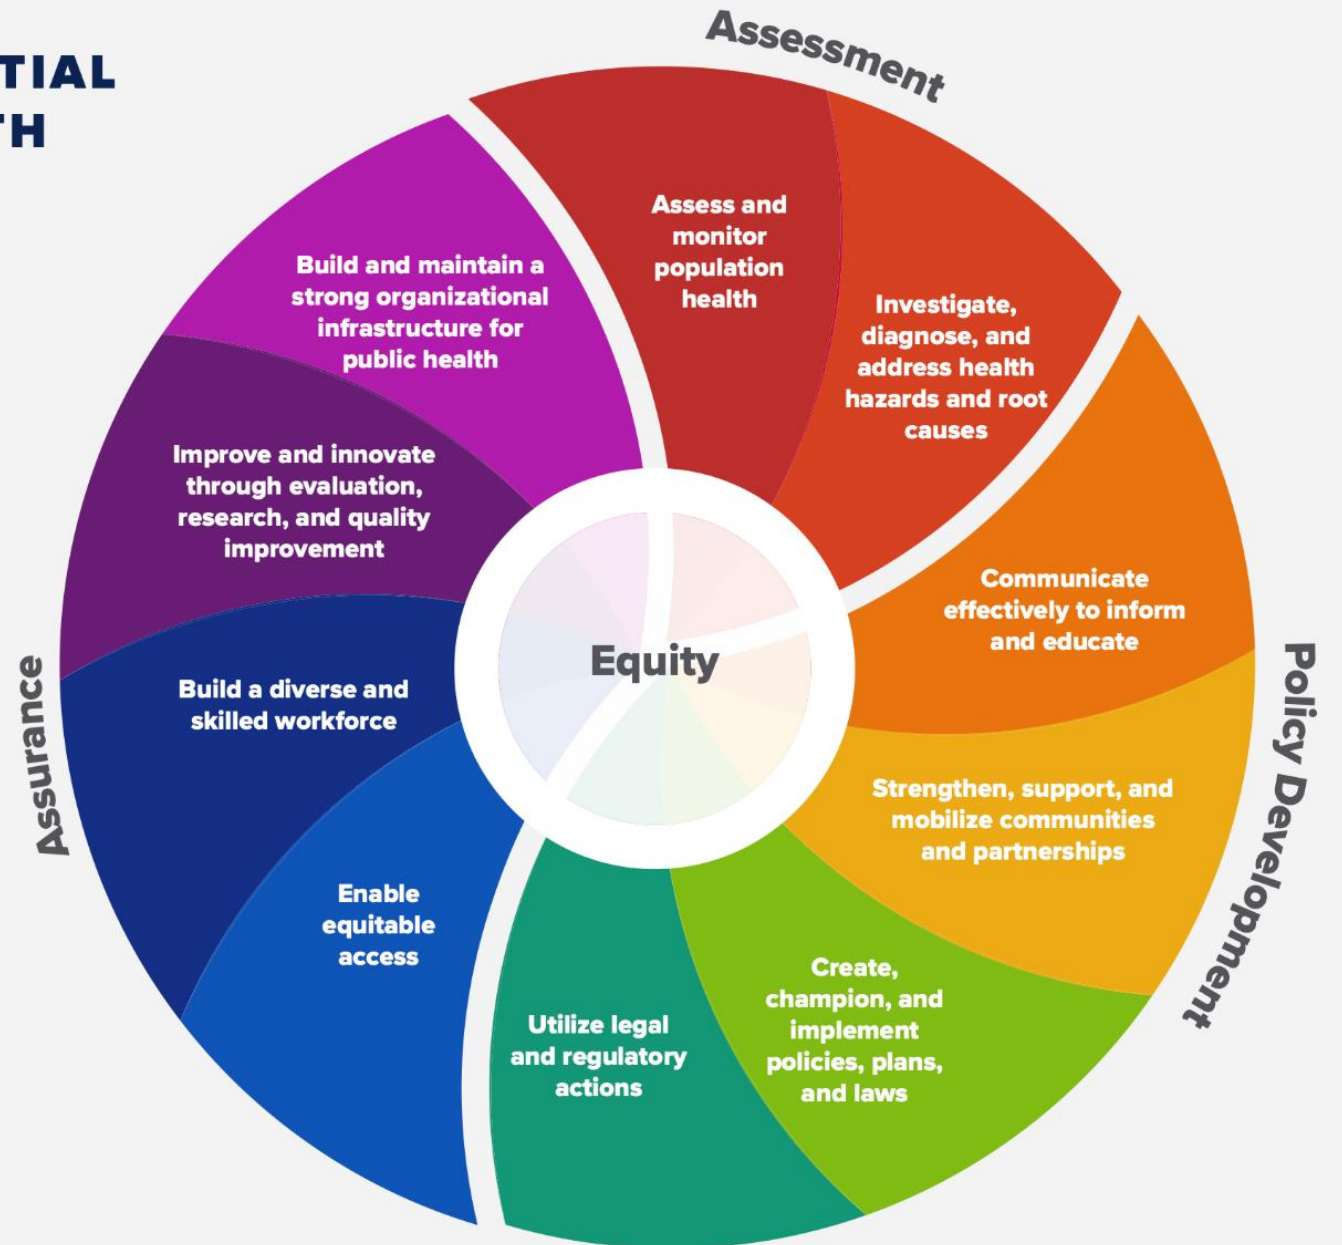 TIAL
TH
Assessment
Assess and
monitor
population
health
Investigate,
diagnose, and
address health
hazards and root
causes
Communicate
effectively to inform
and educate
Strengthen, support, and
mobilize communities
and partnerships
Policy Development
Create,
champion, and
implement
policies, plans,
and laws
Utilize legal
and regulatory
actions
Enable
equitable
access
Build a diverse and
skilled workforce
Assurance
Improve and innovate
through evaluation,
research, and quality
improvement
Build and maintain a
strong organizational
infrastructure for
public health
Equity